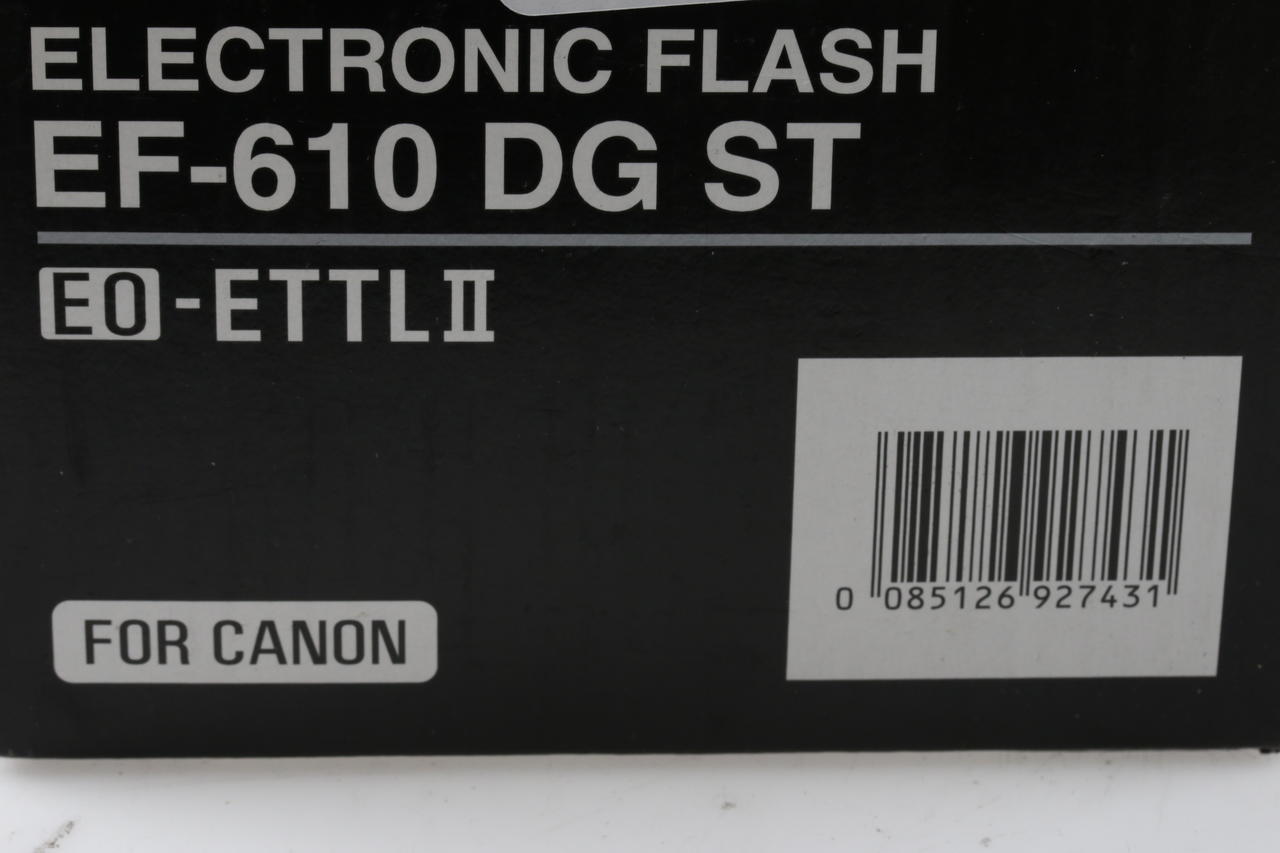 ELECTRONIC FLASH
EF-610 DG ST
EO-ETTLⅡ
FOR CANON
0 085126 927431